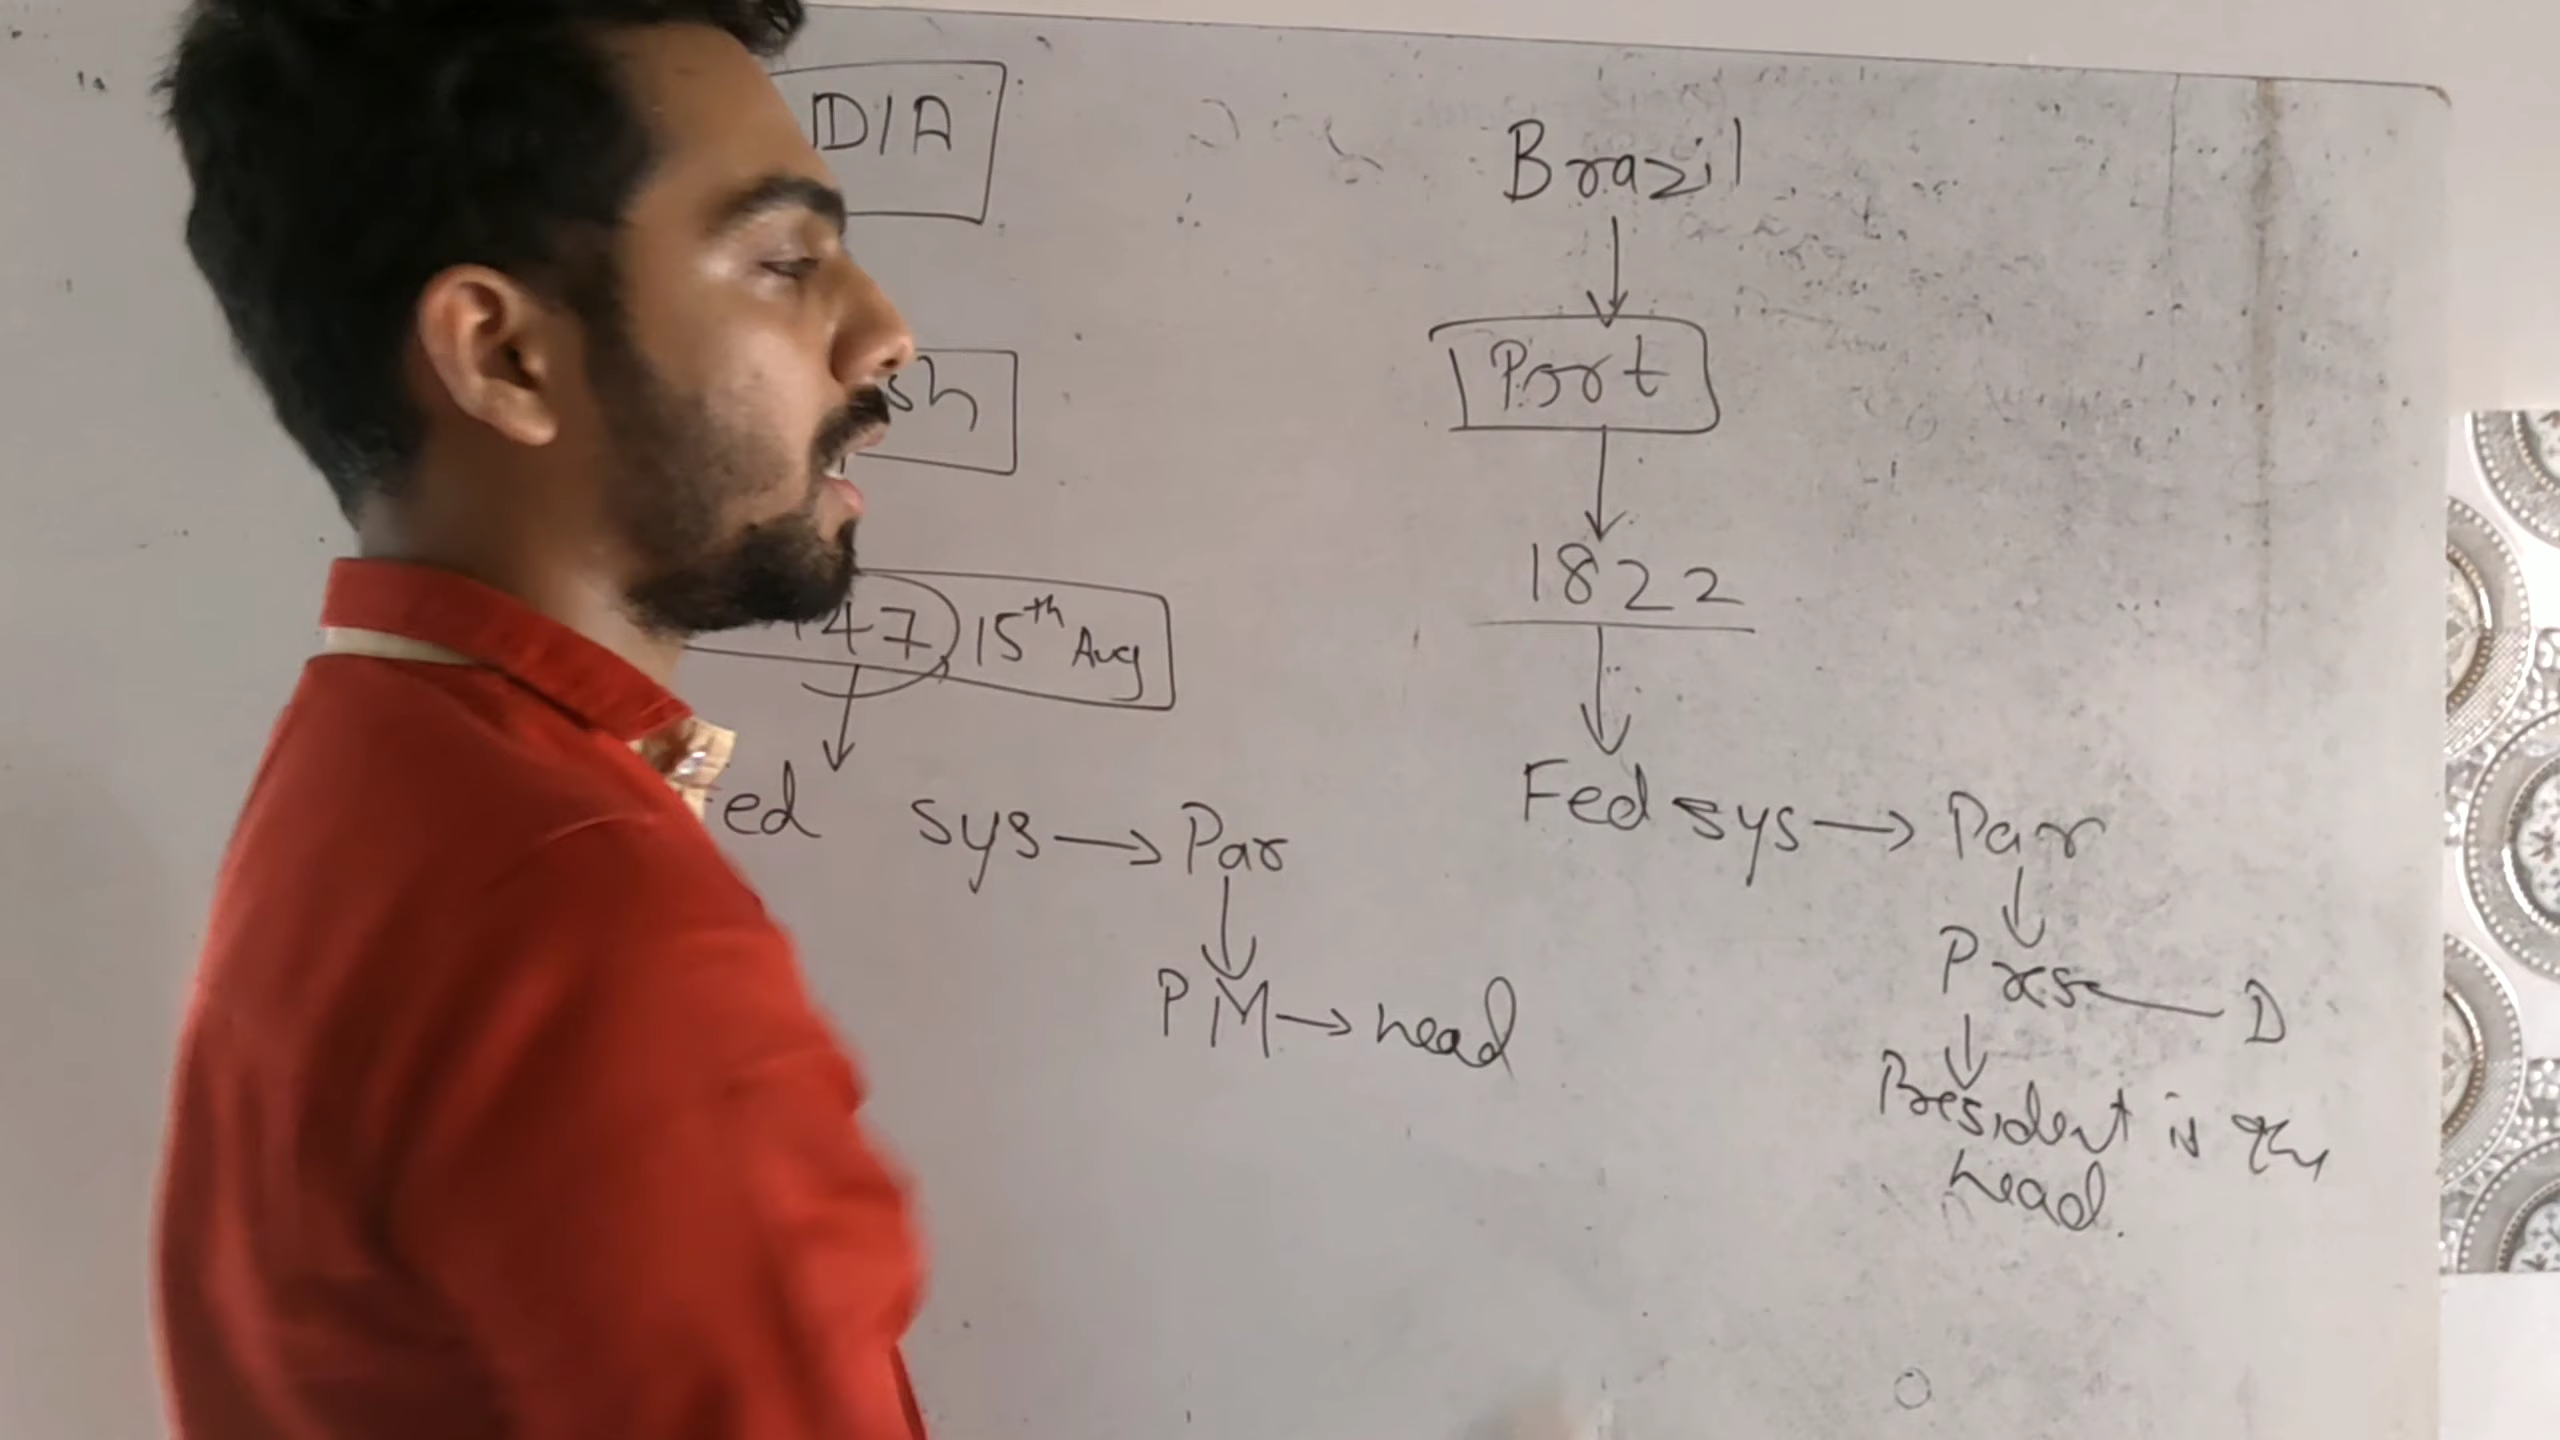 DIA
sh
47 15th Aug
ed sys → Par
PM → head
Brazil
Port
1822
Fed sys → Par
Pres — D
President is the
head.